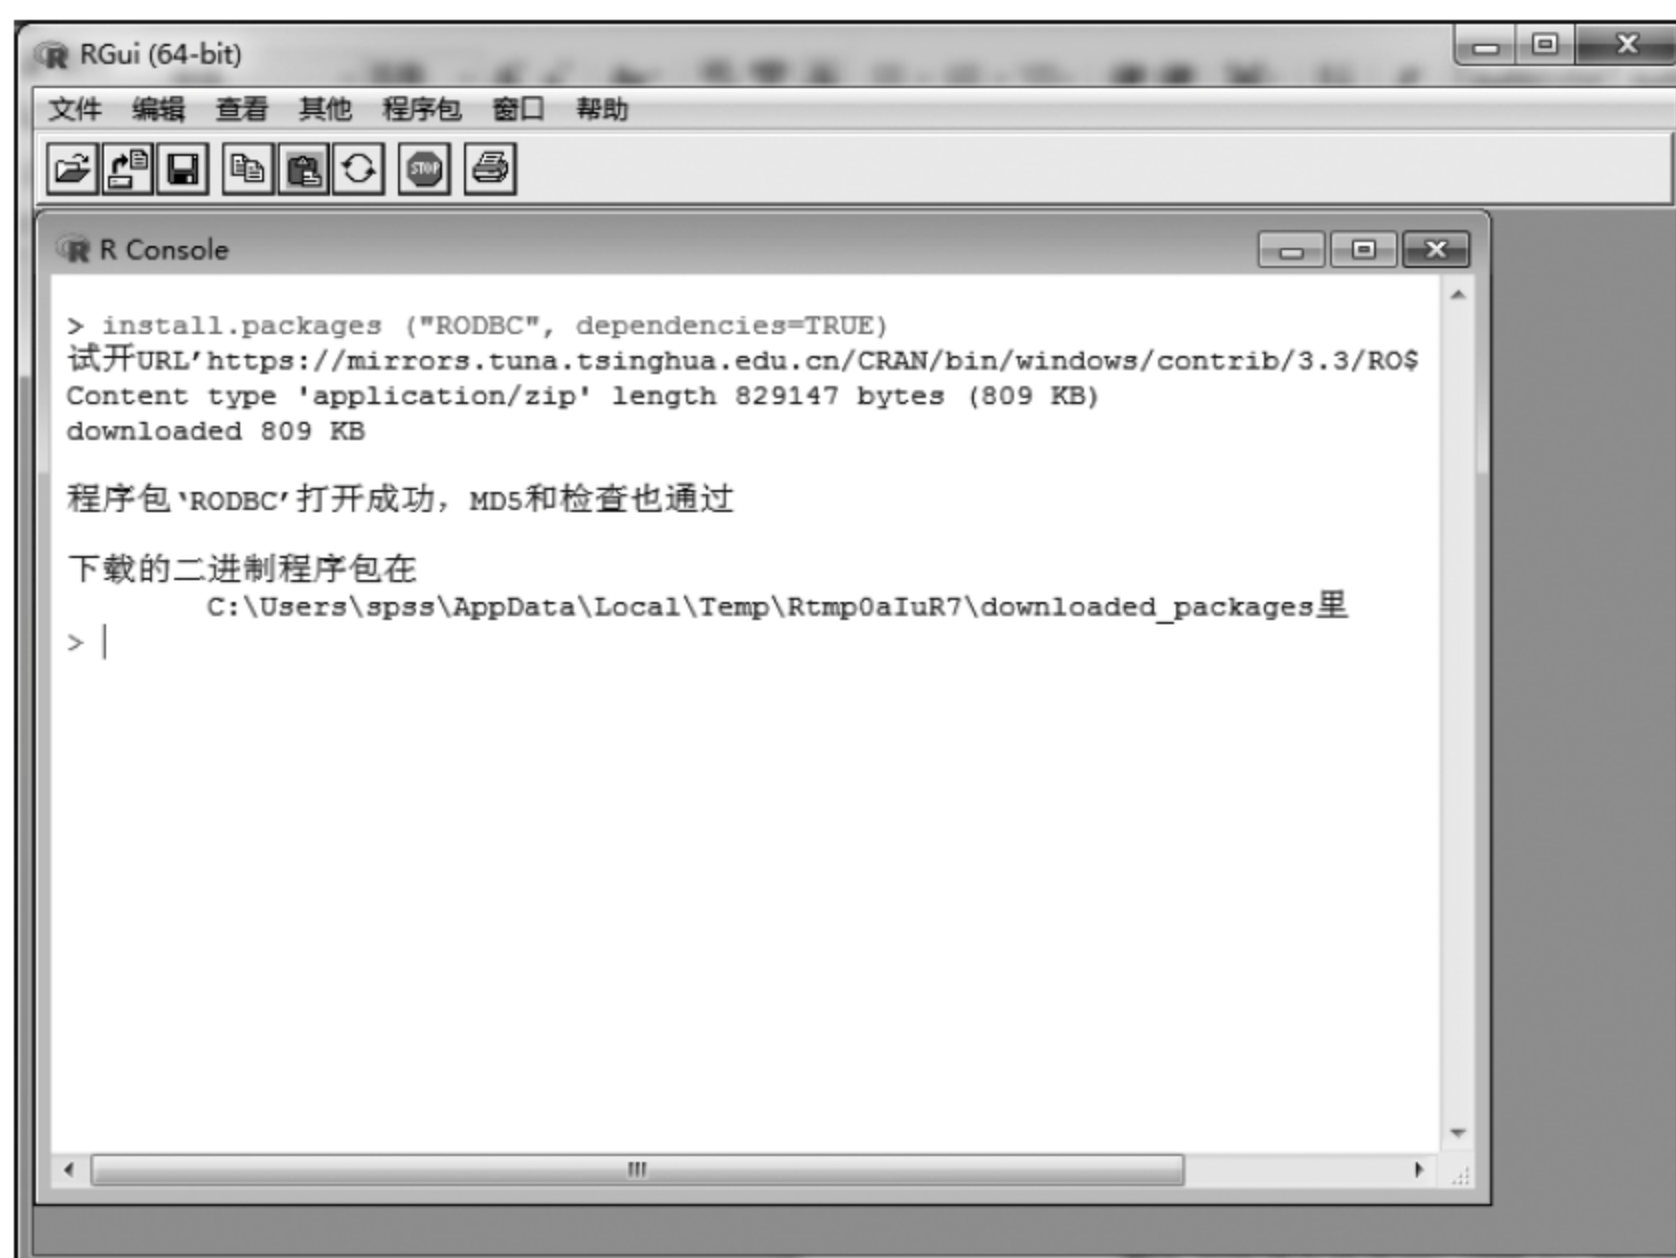 RGui (64-bit)
文件 编辑 查看 其他 程序包 窗口 帮助
STOP
R Console
> install.packages ("RODBC", dependencies=TRUE)
试开URL’https://mirrors.tuna.tsinghua.edu.cn/CRAN/bin/windows/contrib/3.3/RO$
Content type 'application/zip' length 829147 bytes (809 KB)
downloaded 809 KB
程序包‘RODBC’打开成功，MD5和检查也通过
下载的二进制程序包在
C:\Users\spss\AppData\Local\Temp\Rtmp0aIuR7\downloaded_packages里
>